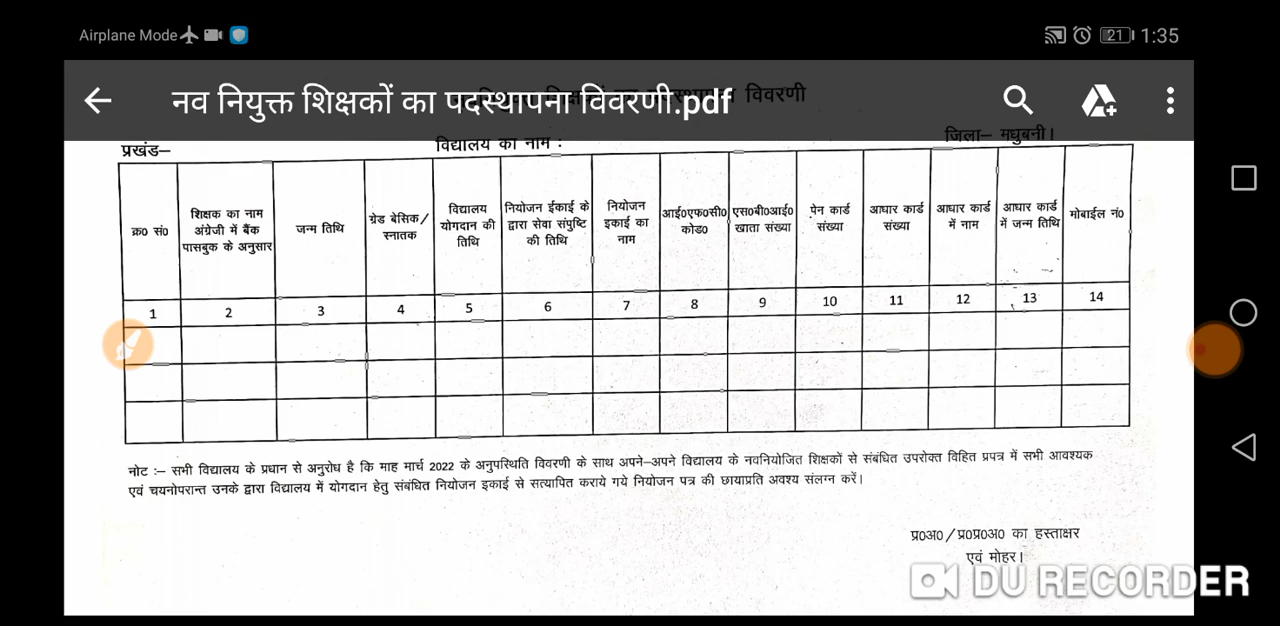 Airplane Mode 21 1:35
नव नियुक्त शिक्षकों का पदस्थापना विवरणी.pdf
विवरणी
प्रखंड–
विद्यालय का नाम :
जिला– मधुबनी।
क्र0 सं0
शिक्षक का नाम
अंग्रेजी में बैंक
पासबुक के अनुसार
जन्म तिथि
ग्रेड बेसिक/
स्नातक
विद्यालय
योगदान की
तिथि
नियोजन ईकाई के
द्वारा सेवा संपुष्टि
की तिथि
नियोजन
इकाई का
नाम
आई0एफ0सी0
कोड0
एस0बी0आई0
खाता संख्या
पेन कार्ड
संख्या
आधार कार्ड
संख्या
आधार कार्ड
में नाम
आधार कार्ड
में जन्म तिथि
मोबाईल नं0
1 2 3 4 5 6 7 8 9 10 11 12 13 14
नोट :– सभी विद्यालय के प्रधान से अनुरोध है कि माह मार्च 2022 के अनुपस्थिति विवरणी के साथ अपने–अपने विद्यालय के नवनियोजित शिक्षकों से संबंधित उपरोक्त विहित प्रपत्र में सभी आवश्यक
एवं चयनोपरान्त उनके द्वारा विद्यालय में योगदान हेतु संबंधित नियोजन इकाई से सत्यापित कराये गये नियोजन पत्र की छायाप्रति अवश्य संलग्न करें।
प्र0अ0/प्र0प्र0अ0 का हस्ताक्षर
एवं मोहर।
DU RECORDER